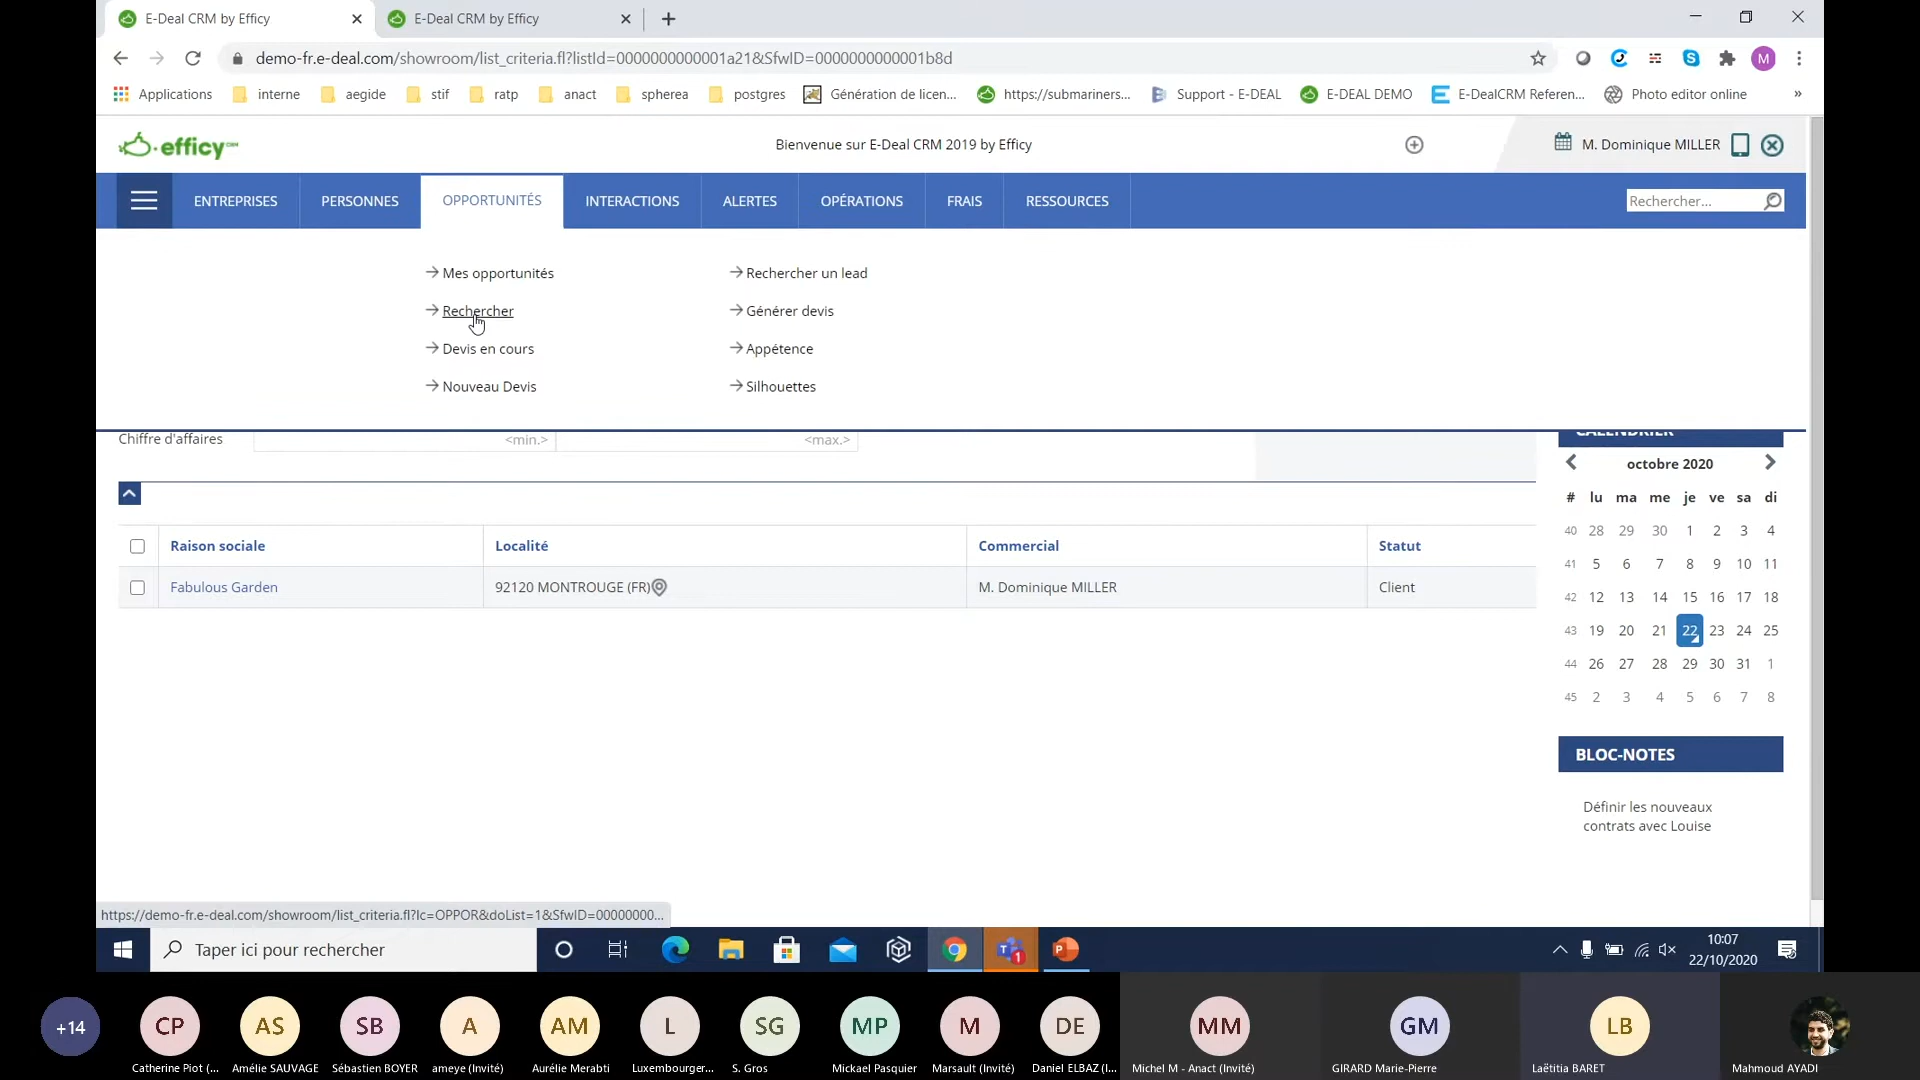 E-Deal CRM by Efficy
E-Deal CRM by Efficy
demo-fr.e-deal.com/showroom/list_criteria.fl?listId=0000000000001a21&SfwID=0000000000001b8d
M
Applications
interne
aegide
stif
ratp
anact
spherea
postgres
Génération de licen...
https://submariners...
Support - E-DEAL
E-DEAL DEMO
E-DealCRM Referen...
Photo editor online
»
efficy CRM
Bienvenue sur E-Deal CRM 2019 by Efficy
M. Dominique MILLER
ENTREPRISES
PERSONNES
OPPORTUNITÉS
INTERACTIONS
ALERTES
OPÉRATIONS
FRAIS
RESSOURCES
Rechercher...
Mes opportunités
Rechercher un lead
Rechercher
Générer devis
Devis en cours
Appétence
Nouveau Devis
Silhouettes
Chiffre d'affaires
<min.>
<max.>
CALENDRIER
octobre 2020
# lu ma me je ve sa di
40 28 29 30 1 2 3 4
41 5 6 7 8 9 10 11
42 12 13 14 15 16 17 18
43 19 20 21 22 23 24 25
44 26 27 28 29 30 31 1
45 2 3 4 5 6 7 8
Raison sociale
Localité
Commercial
Statut
Fabulous Garden
92120 MONTROUGE (FR)
M. Dominique MILLER
Client
BLOC-NOTES
Définir les nouveaux
contrats avec Louise
https://demo-fr.e-deal.com/showroom/list_criteria.fl?lc=OPPOR&doList=1&SfwID=00000000...
Taper ici pour rechercher
1
10:07
22/10/2020
+14
CP
AS
SB
A
AM
L
SG
MP
M
DE
MM
GM
LB
Catherine Piot (...
Amélie SAUVAGE
Sébastien BOYER
ameye (Invité)
Aurélie Merabti
Luxembourger...
S. Gros
Mickael Pasquier
Marsault (Invité)
Daniel ELBAZ (I...
Michel M - Anact (Invité)
GIRARD Marie-Pierre
Laëtitia BARET
Mahmoud AYADI